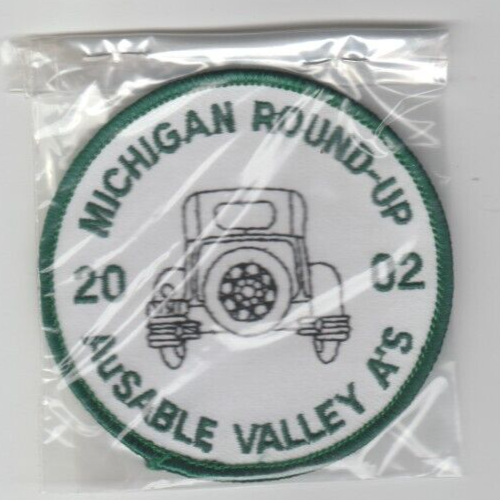 MICHIGAN ROUND-UP
20 02
AuSABLE VALLEY A's